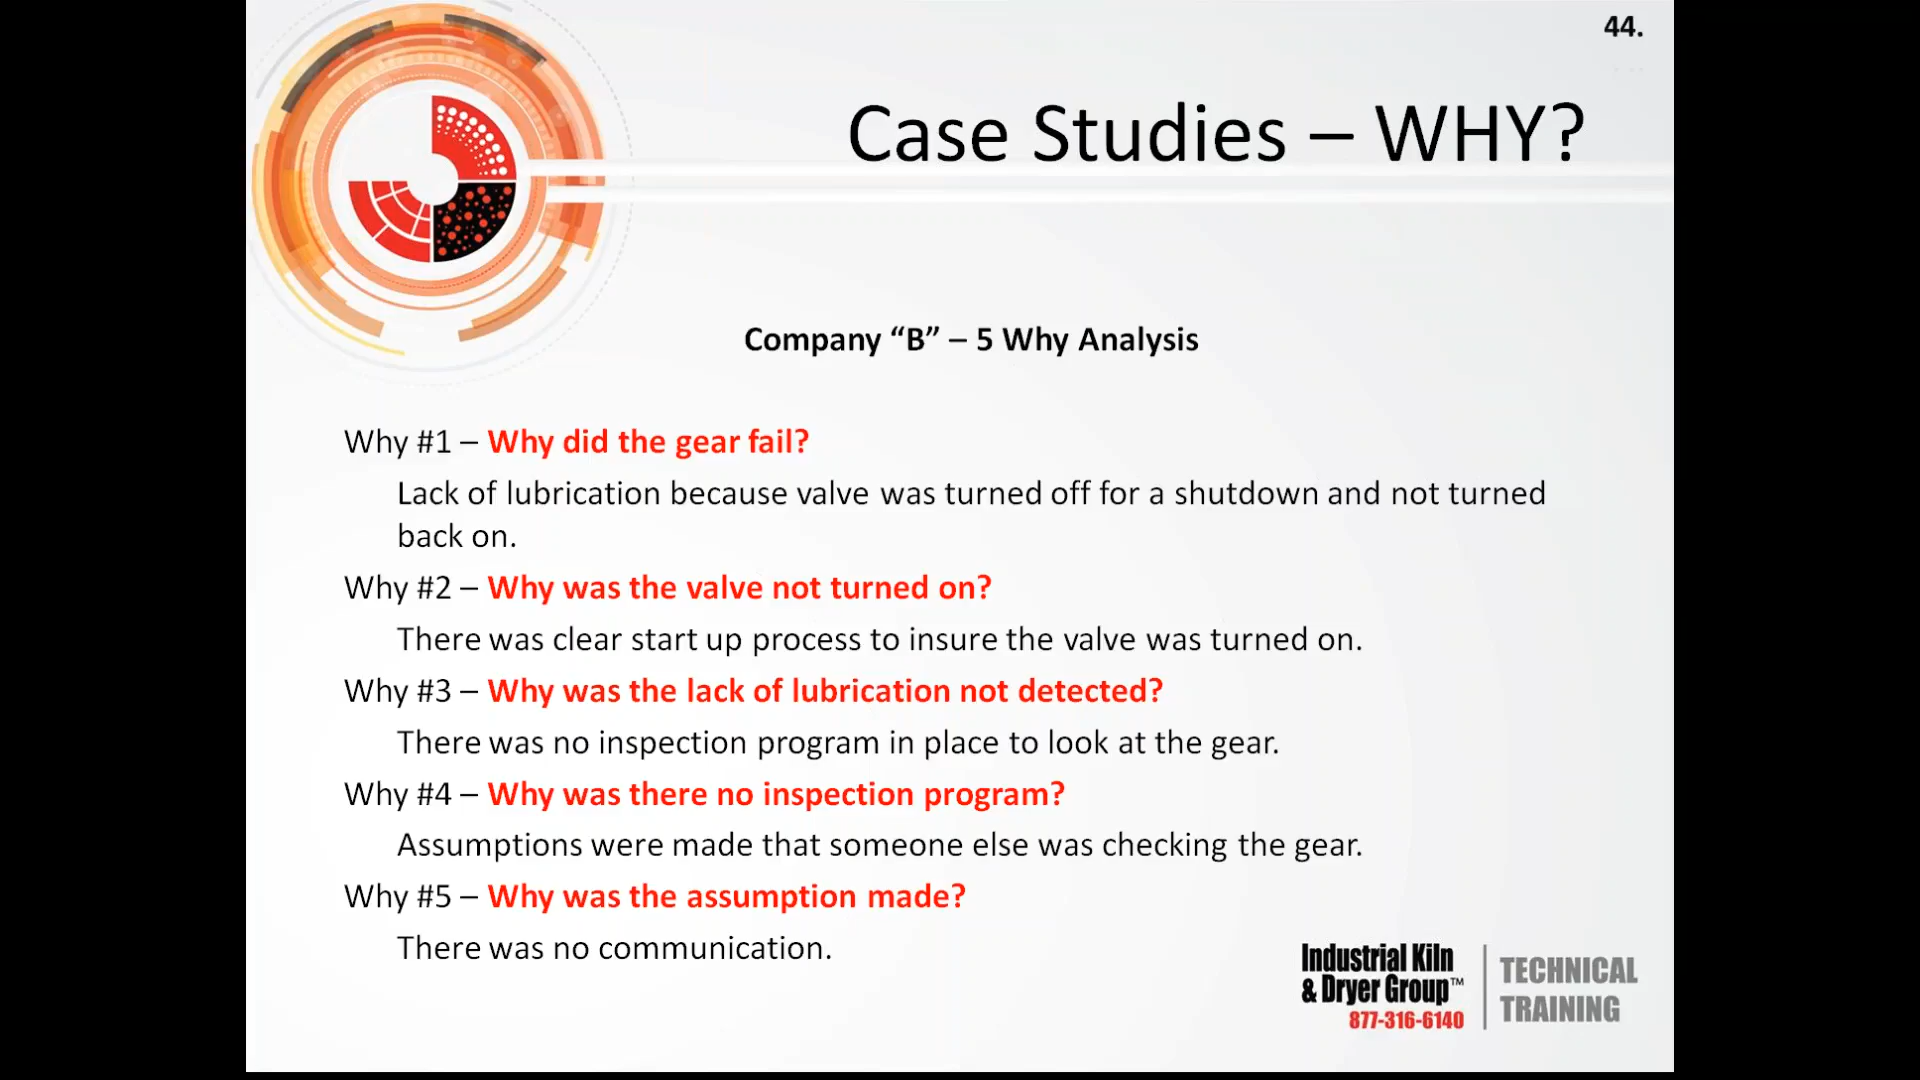 44.
Case Studies – WHY?
Company “B” – 5 Why Analysis
Why #1 – Why did the gear fail?
Lack of lubrication because valve was turned off for a shutdown and not turned
back on.
Why #2 – Why was the valve not turned on?
There was clear start up process to insure the valve was turned on.
Why #3 – Why was the lack of lubrication not detected?
There was no inspection program in place to look at the gear.
Why #4 – Why was there no inspection program?
Assumptions were made that someone else was checking the gear.
Why #5 – Why was the assumption made?
There was no communication.
Industrial Kiln
& Dryer Group™
877-316-6140
TECHNICAL
TRAINING